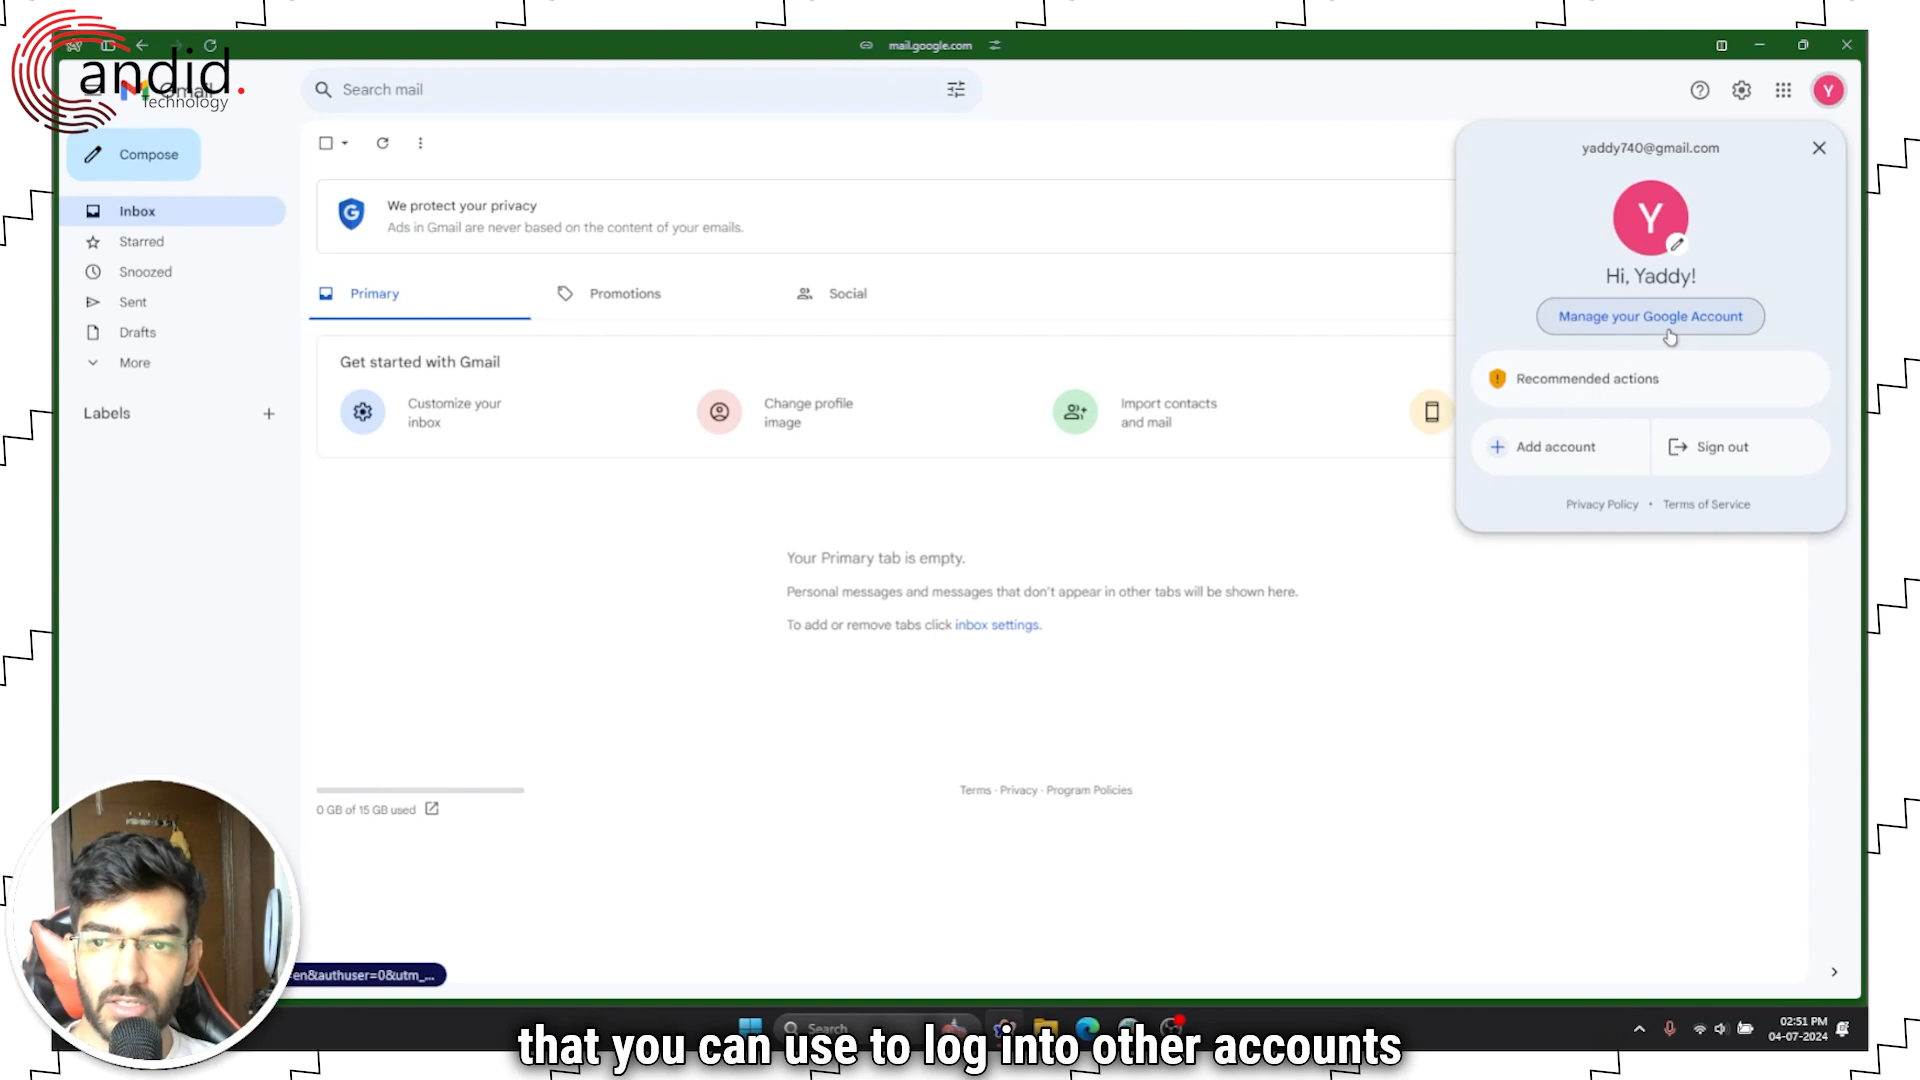 andid.
technology
mail.google.com
Search mail
Compose
Inbox
Starred
Snoozed
Sent
Drafts
More
Labels
We protect your privacy
Ads in Gmail are never based on the content of your emails.
Primary
Promotions
Social
Get started with Gmail
Customize your
inbox
Change profile
image
Import contacts
and mail
Your Primary tab is empty.
Personal messages and messages that don't appear in other tabs will be shown here.
To add or remove tabs click inbox settings.
0 GB of 15 GB used
Terms · Privacy · Program Policies
yaddy740@gmail.com
Y
Y
Hi, Yaddy!
Manage your Google Account
Recommended actions
Add account
Sign out
Privacy Policy • Terms of Service
=en&authuser=0&utm_...
Search
02:51 PM
04-07-2024
that you can use to log into other accounts